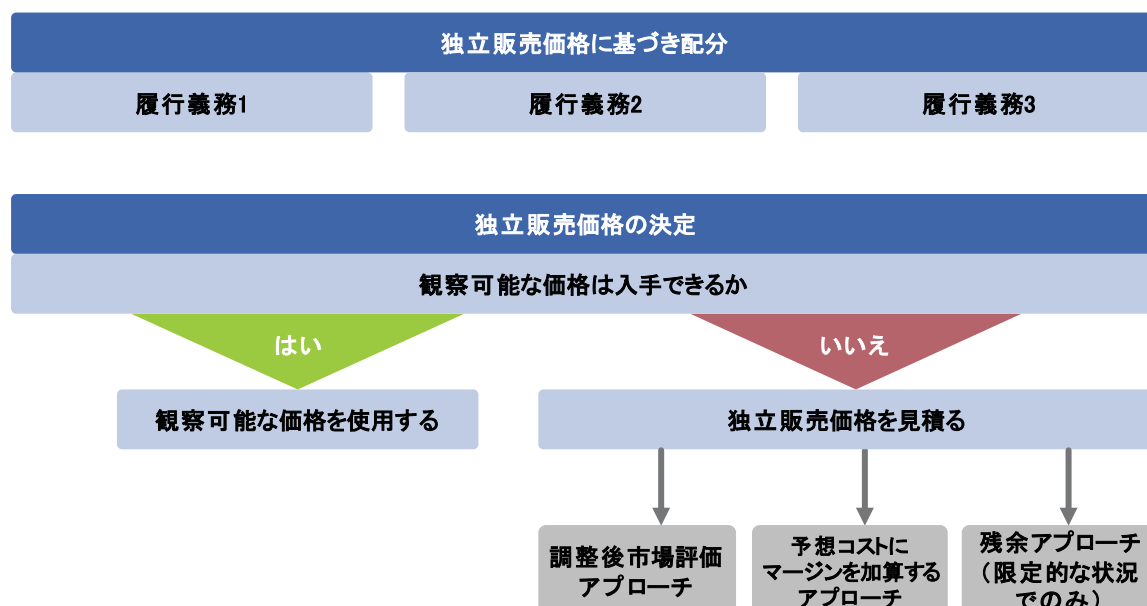 独立販売価格に基づき配分
履行義務1
履行義務2
履行義務3
独立販売価格の決定
観察可能な価格は入手できるか
はい
いいえ
観察可能な価格を使用する
独立販売価格を見積る
調整後市場評価
アプローチ
予想コストに
マージンを加算する
アプローチ
残余アプローチ
（限定的な状況
でのみ）